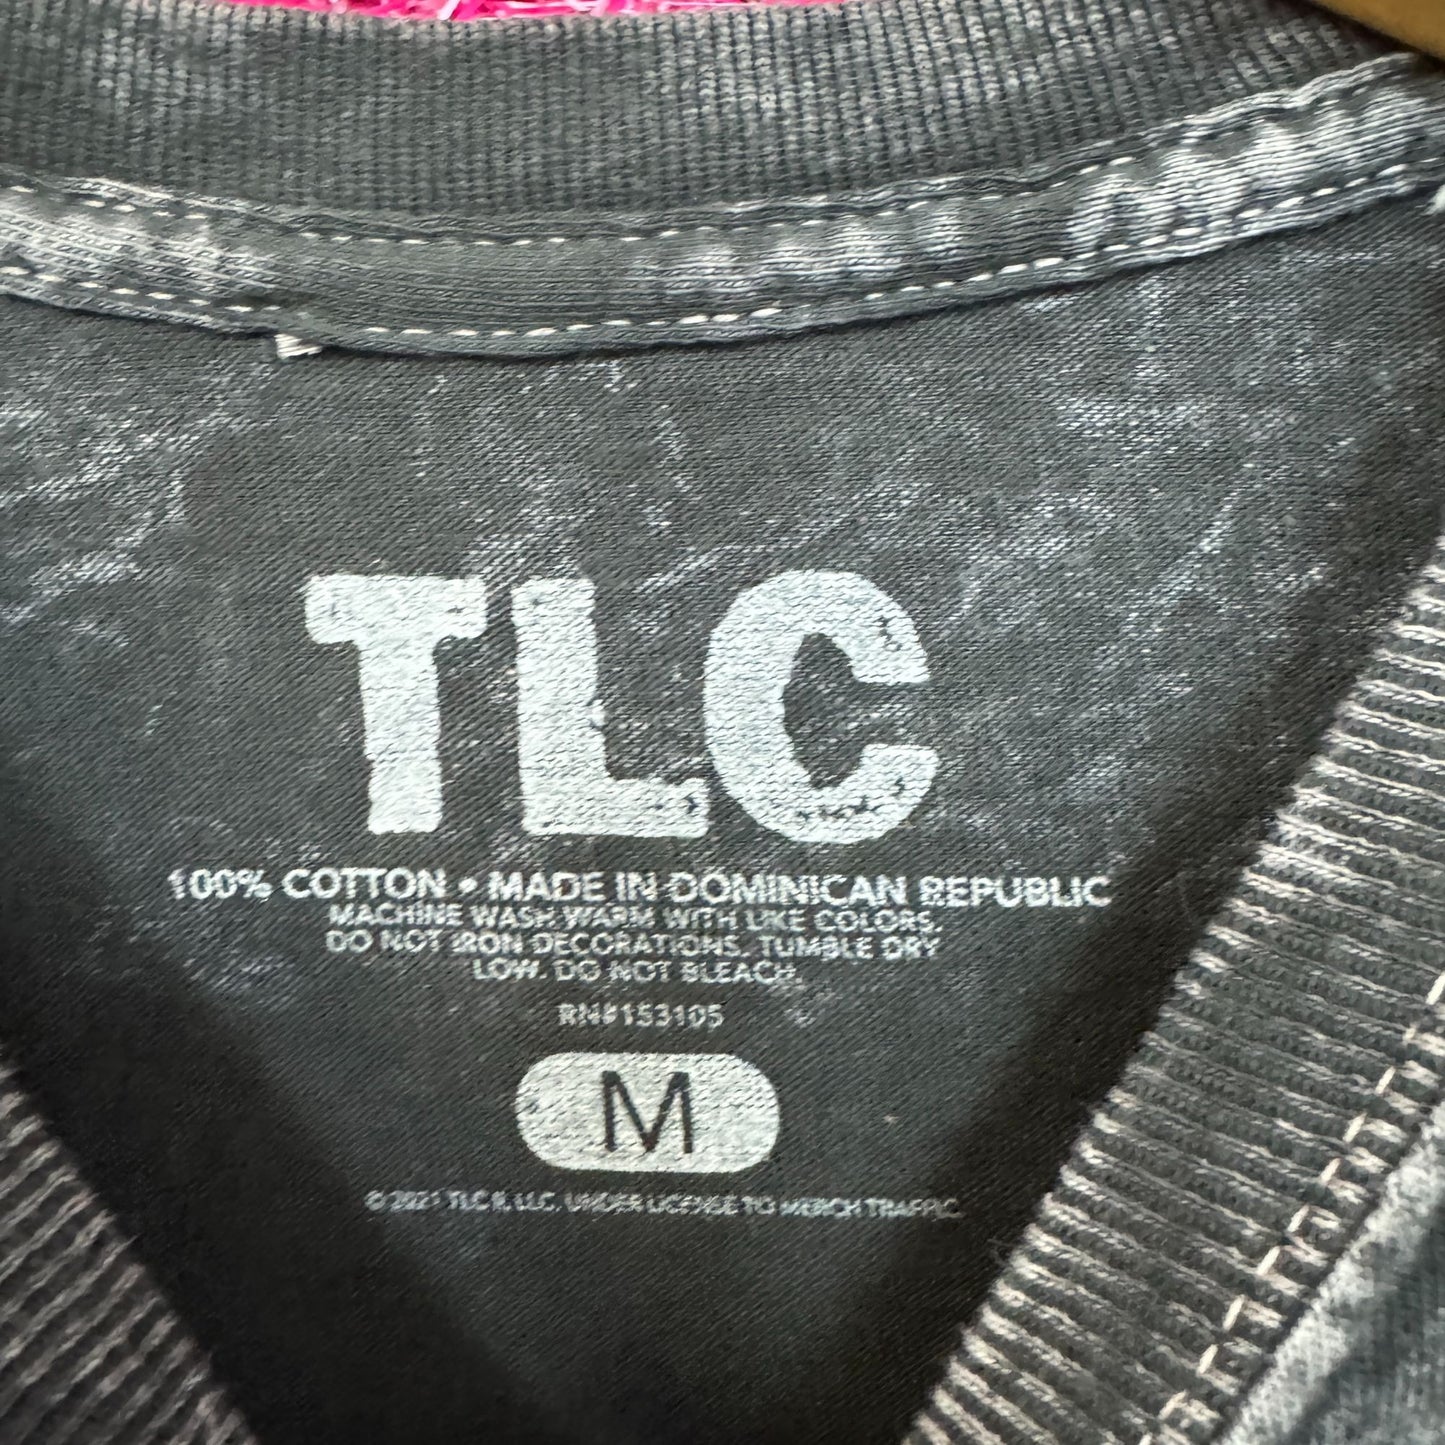 TLC
100% COTTON • MADE IN DOMINICAN REPUBLIC
MACHINE WASH WARM WITH LIKE COLORS.
DO NOT IRON DECORATIONS. TUMBLE DRY
LOW. DO NOT BLEACH.
RN#153105
M
© 2021 TLC II, LLC. UNDER LICENSE TO MERCH TRAFFIC